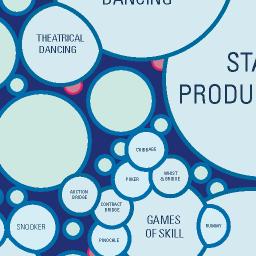 DANCING
THEATRICAL
DANCING
STA
PRODU
CRIBBAGE
POKER
WHIST
& BRIDGE
AUCTION
BRIDGE
CONTRACT
BRIDGE
GAMES
OF SKILL
RUMMY
SNOOKER
PINOCHLE